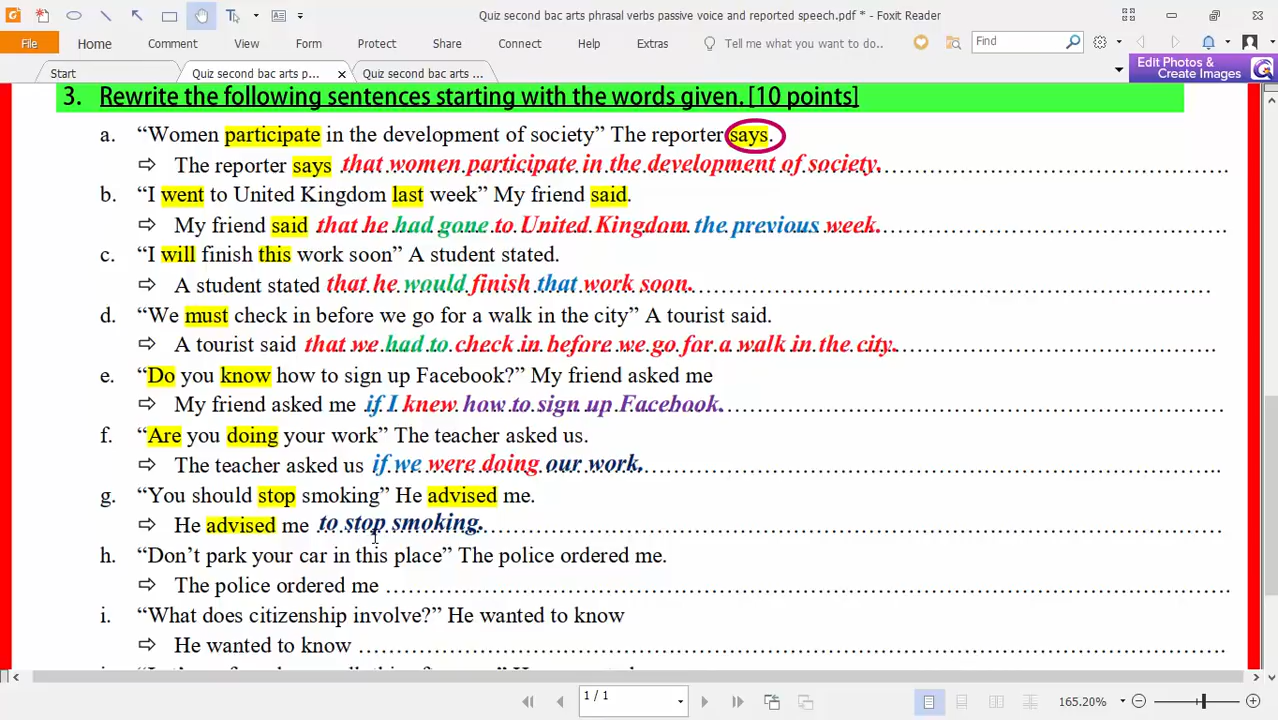 Quiz second bac arts phrasal verbs passive voice and reported speech.pdf * - Foxit Reader
File Home Comment View Form Protect Share Connect Help Extras Tell me what you want to do.. Find
Start Quiz second bac arts p... Quiz second bac arts ... Edit Photos &
Create Images
3. Rewrite the following sentences starting with the words given. [10 points]
a. “Women participate in the development of society” The reporter says.
⇨ The reporter says that women participate in the development of society.
b. “I went to United Kingdom last week” My friend said.
⇨ My friend said that he had gone to United Kingdom the previous week.
c. “I will finish this work soon” A student stated.
⇨ A student stated that he would finish that work soon.
d. “We must check in before we go for a walk in the city” A tourist said.
⇨ A tourist said that we had to check in before we go for a walk in the city.
e. “Do you know how to sign up Facebook?” My friend asked me
⇨ My friend asked me if I knew how to sign up Facebook.
f. “Are you doing your work” The teacher asked us.
⇨ The teacher asked us if we were doing our work.
g. “You should stop smoking” He advised me.
⇨ He advised me to stop smoking.
h. “Don’t park your car in this place” The police ordered me.
⇨ The police ordered me
i. “What does citizenship involve?” He wanted to know
⇨ He wanted to know
1 / 1 165.20%